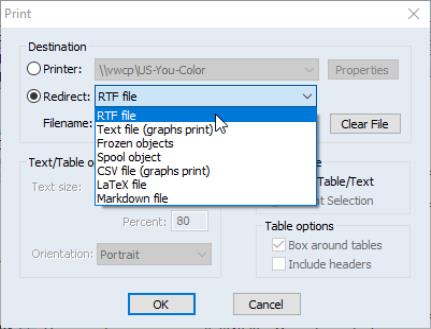 Print
Destination
Printer: \\vwcp\US-You-Color Properties
Redirect: RTF file
RTF file
Filename: Text file (graphs print) Clear File
Frozen objects
Spool object
Text/Table o
CSV file (graphs print)
Text size: LaTeX file Table/Text
Markdown file Selection
Percent: 80
Table options
Orientation: Portrait Box around tables
Include headers
OK Cancel